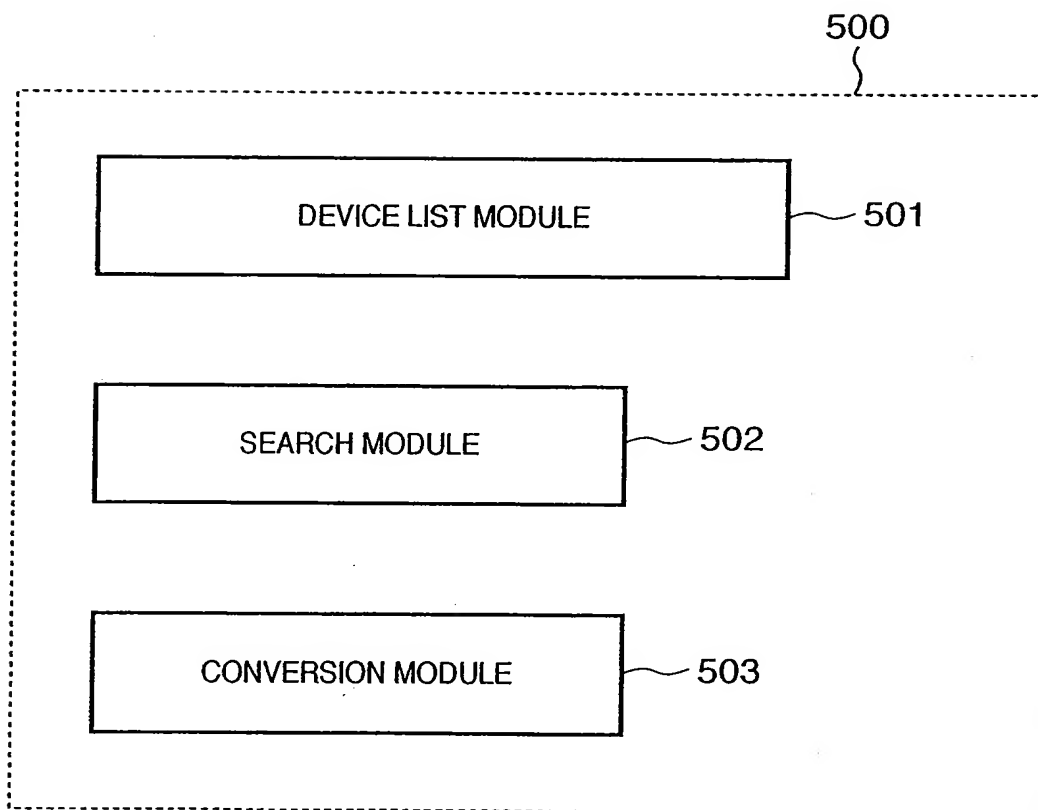 500
DEVICE LIST MODULE
501
SEARCH MODULE
502
CONVERSION MODULE
503